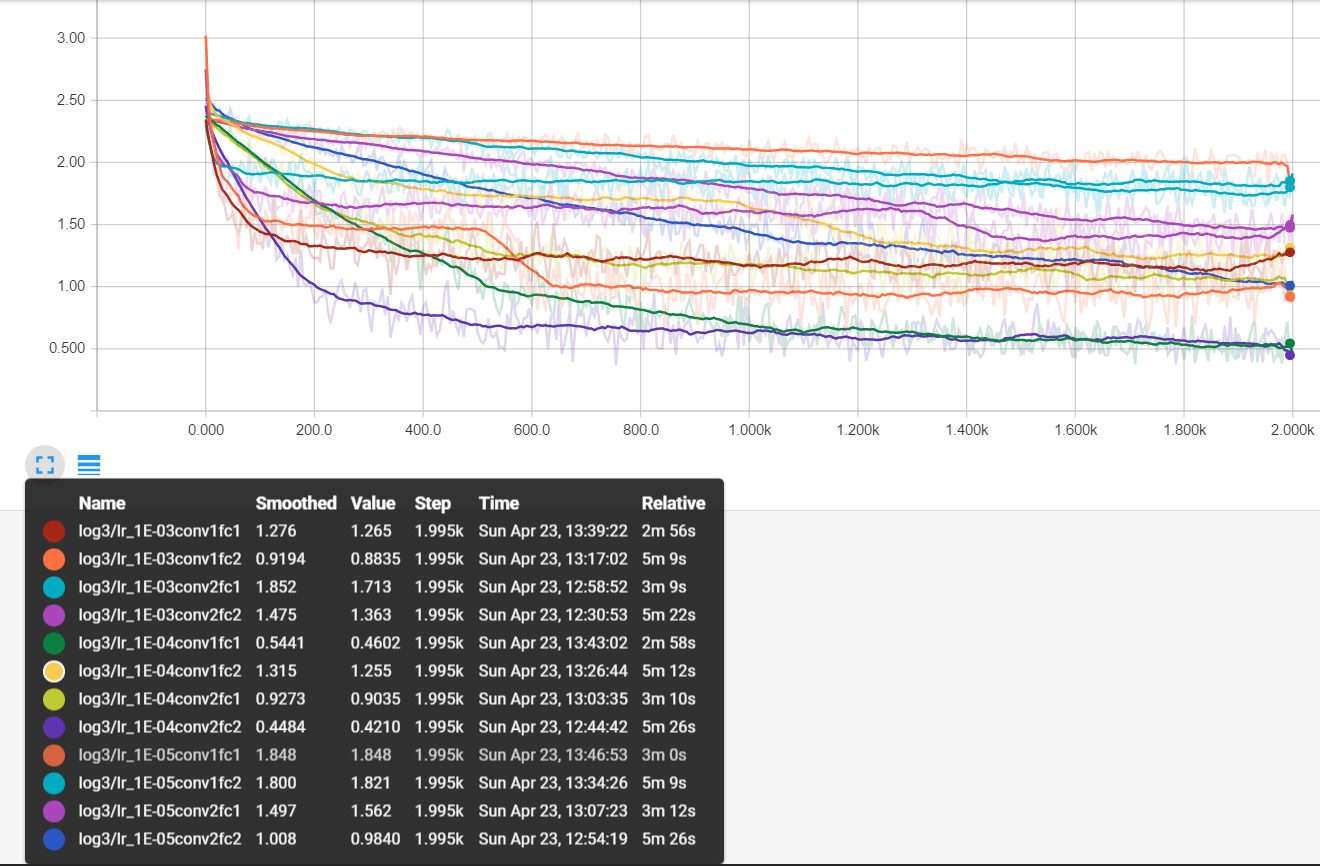 3.00
2.50
2.00
1.50
1.00
0.500
0.000 200.0 400.0 600.0 800.0 1.000k 1.200k 1.400k 1.600k 1.800k 2.000k
Name Smoothed Value Step Time Relative
log3/lr_1E-03conv1fc1 1.276 1.265 1.995k Sun Apr 23, 13:39:22 2m 56s
log3/lr_1E-03conv1fc2 0.9194 0.8835 1.995k Sun Apr 23, 13:17:02 5m 9s
log3/lr_1E-03conv2fc1 1.852 1.713 1.995k Sun Apr 23, 12:58:52 3m 9s
log3/lr_1E-03conv2fc2 1.475 1.363 1.995k Sun Apr 23, 12:30:53 5m 22s
log3/lr_1E-04conv1fc1 0.5441 0.4602 1.995k Sun Apr 23, 13:43:02 2m 58s
log3/lr_1E-04conv1fc2 1.315 1.255 1.995k Sun Apr 23, 13:26:44 5m 12s
log3/lr_1E-04conv2fc1 0.9273 0.9035 1.995k Sun Apr 23, 13:03:35 3m 10s
log3/lr_1E-04conv2fc2 0.4484 0.4210 1.995k Sun Apr 23, 12:44:42 5m 26s
log3/lr_1E-05conv1fc1 1.848 1.848 1.995k Sun Apr 23, 13:46:53 3m 0s
log3/lr_1E-05conv1fc2 1.800 1.821 1.995k Sun Apr 23, 13:34:26 5m 9s
log3/lr_1E-05conv2fc1 1.497 1.562 1.995k Sun Apr 23, 13:07:23 3m 12s
log3/lr_1E-05conv2fc2 1.008 0.9840 1.995k Sun Apr 23, 12:54:19 5m 26s